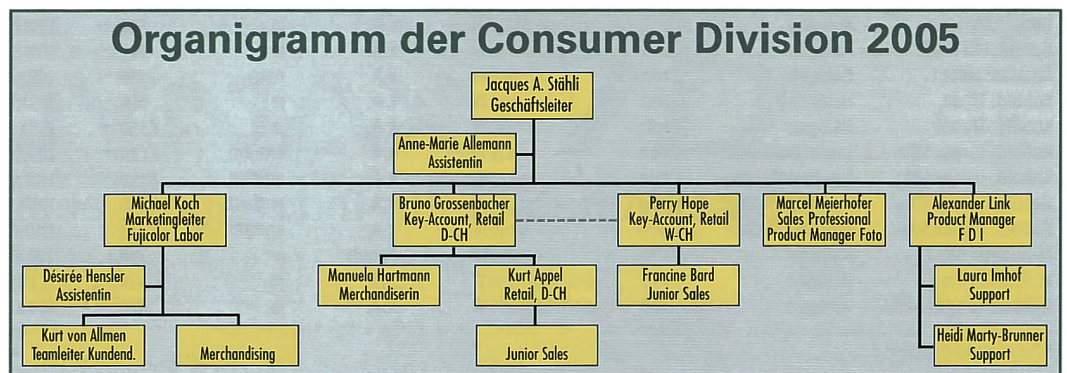 Organigramm der Consumer Division 2005
Jacques A. Stähli
Geschäftsleiter
Anne-Marie Allemann
Assistentin
Michael Koch
Marketingleiter
Fujicolor Labor
Bruno Grossenbacher
Key-Account, Retail
D-CH
Perry Hope
Key-Account, Retail
W-CH
Marcel Meierhofer
Sales Professional
Product Manager Foto
Alexander Link
Product Manager
F D I
Désirée Hensler
Assistentin
Manuela Hartmann
Merchandiserin
Kurt Appel
Retail, D-CH
Francine Bard
Junior Sales
Laura Imhof
Support
Kurt von Allmen
Teamleiter Kundend.
Merchandising
Junior Sales
Heidi Marty-Brunner
Support